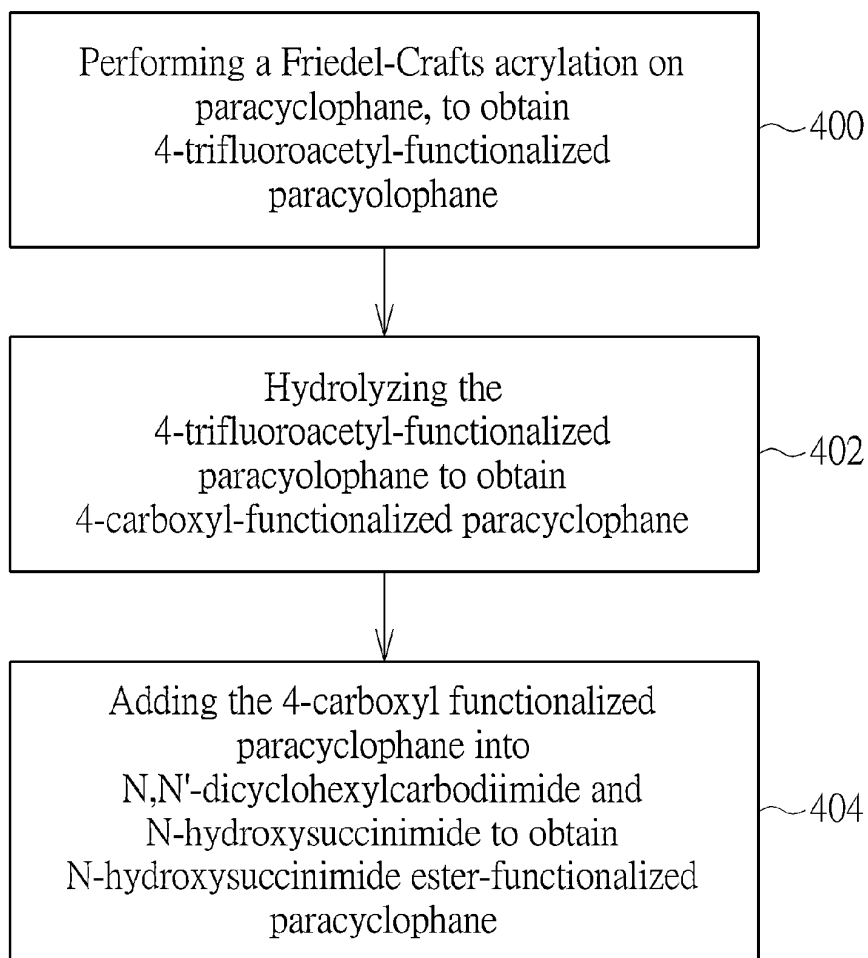 Performing a Friedel-Crafts acrylation on
paracyclophane, to obtain
4-trifluoroacetyl-functionalized
paracyolophane
400
Hydrolyzing the
4-trifluoroacetyl-functionalized
paracyolophane to obtain
4-carboxyl-functionalized paracyclophane
402
Adding the 4-carboxyl functionalized
paracyclophane into
N,N'-dicyclohexylcarbodiimide and
N-hydroxysuccinimide to obtain
N-hydroxysuccinimide ester-functionalized
paracyclophane
404